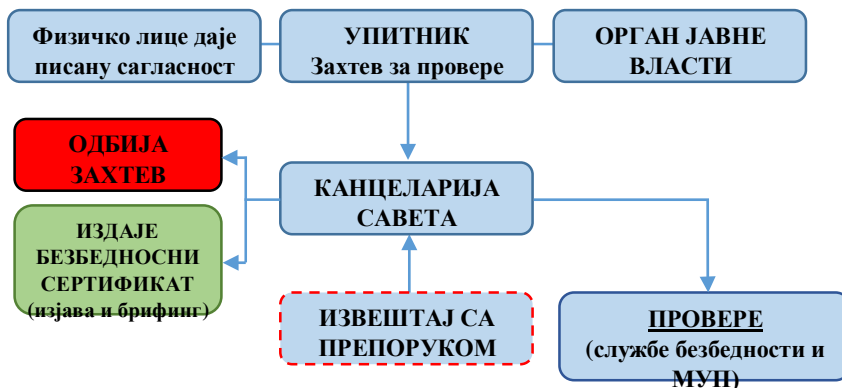 Физичко лице даје
писану сагласност
УПИТНИК
Захтев за провере
ОРГАН ЈАВНЕ
ВЛАСТИ
ОДБИЈА
ЗАХТЕВ
КАНЦЕЛАРИЈА
САВЕТА
ИЗДАЈЕ
БЕЗБЕДНОСНИ
СЕРТИФИКАТ
(изјава и брифинг)
ИЗВЕШТАЈ СА
ПРЕПОРУКОМ
ПРОВЕРЕ
(службе безбедности и
МУП)